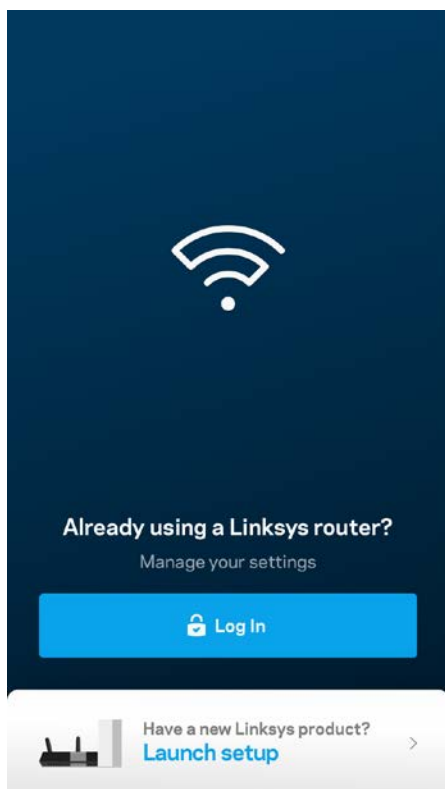 Already using a Linksys router?
Manage your settings
Log In
Have a new Linksys product?
Launch setup